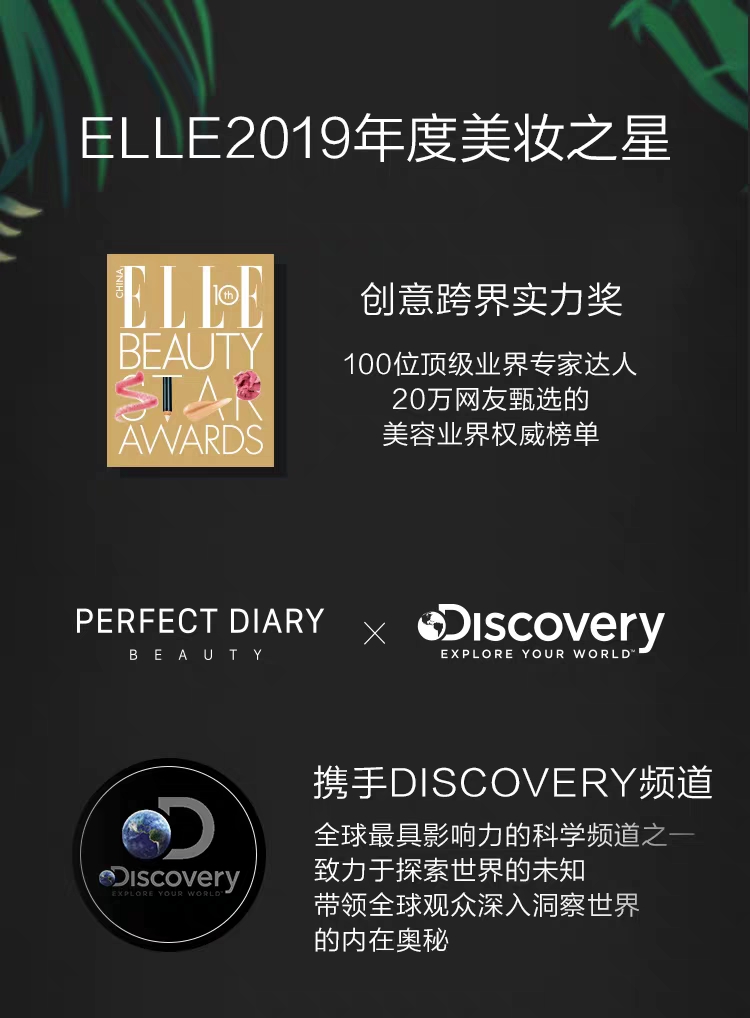 ELLE2019年度美妆之星
CHINA
ELLE
10th
BEAUTY
STAR
AWARDS
创意跨界实力奖
100位顶级业界专家达人
20万网友甄选的
美容业界权威榜单
PERFECT DIARY
BEAUTY
×
Discovery
EXPLORE YOUR WORLD™
D
Discovery
EXPLORE YOUR WORLD™
携手DISCOVERY频道
全球最具影响力的科学频道之一
致力于探索世界的未知
带领全球观众深入洞察世界
的内在奥秘